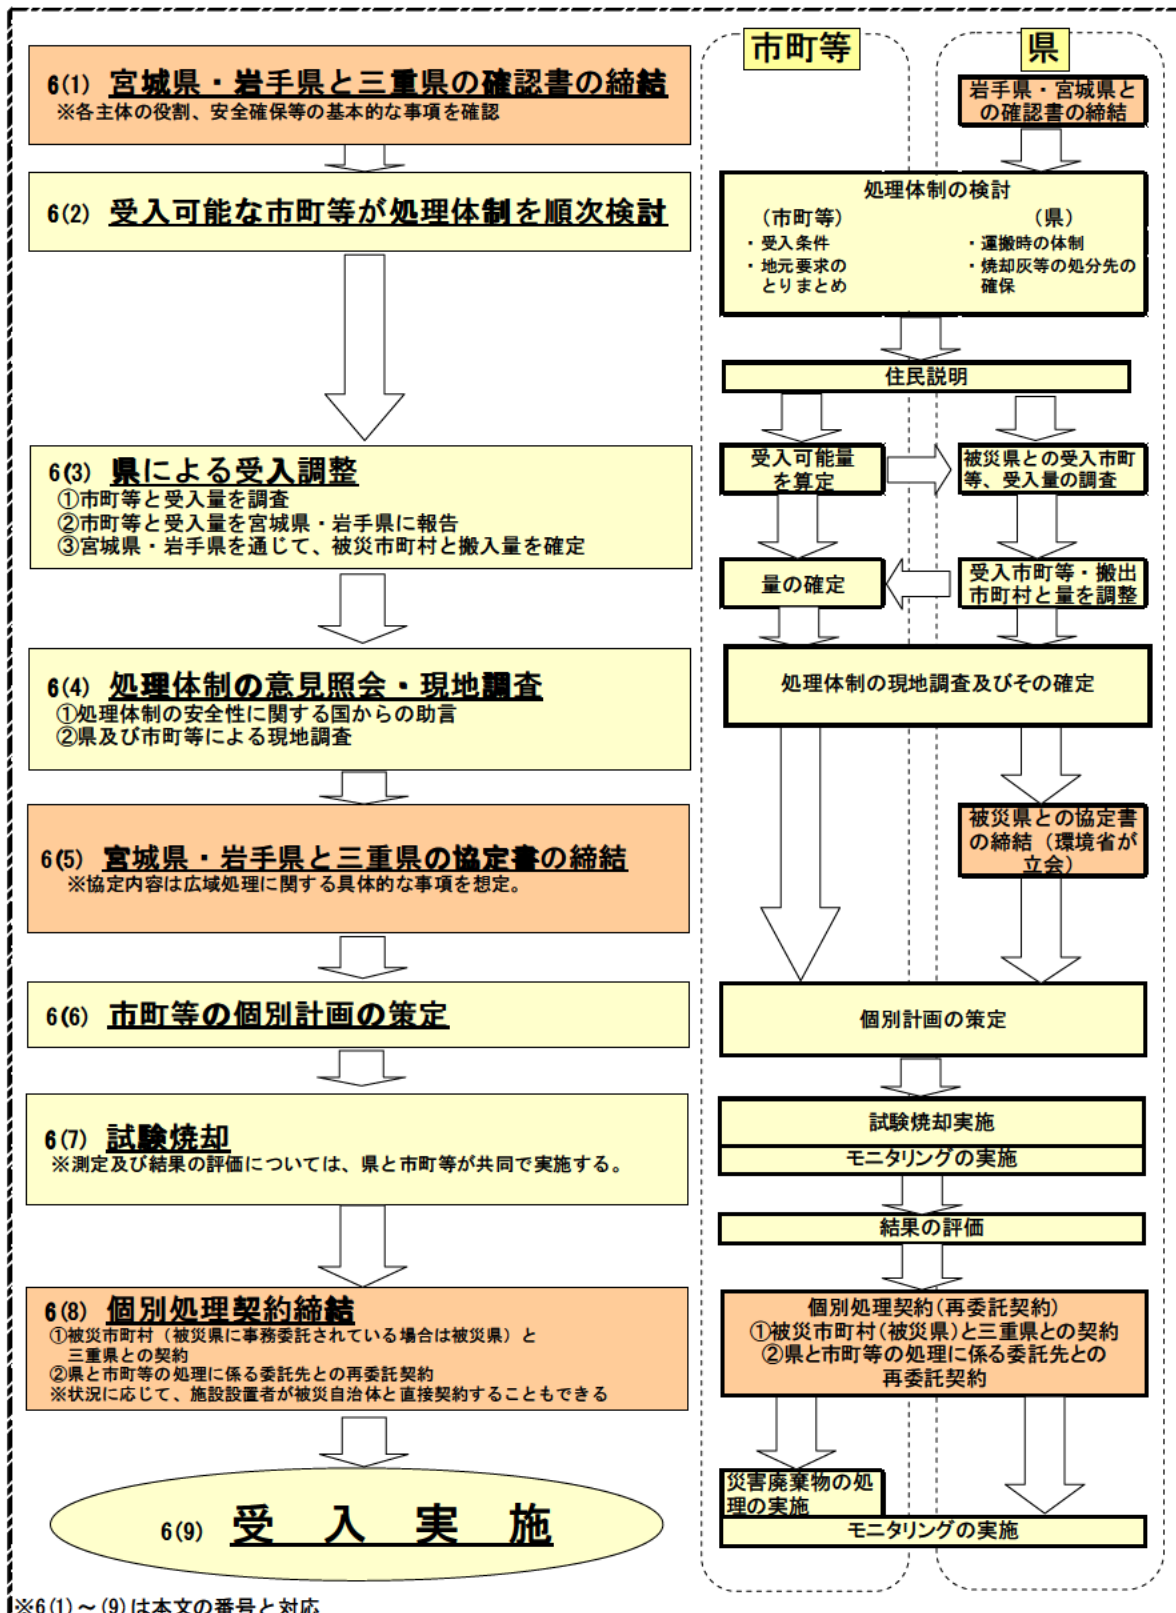 6(1) 宮城県・岩手県と三重県の確認書の締結
※各主体の役割、安全確保等の基本的な事項を確認
6(2) 受入可能な市町等が処理体制を順次検討
6(3) 県による受入調整
①市町等と受入量を調査
②市町等と受入量を宮城県・岩手県に報告
③宮城県・岩手県を通じて、被災市町村と搬入量を確定
6(4) 処理体制の意見照会・現地調査
①処理体制の安全性に関する国からの助言
②県及び市町等による現地調査
6(5) 宮城県・岩手県と三重県の協定書の締結
※協定内容は広域処理に関する具体的な事項を想定。
6(6) 市町等の個別計画の策定
6(7) 試験焼却
※測定及び結果の評価については、県と市町等が共同で実施する。
6(8) 個別処理契約締結
①被災市町村（被災県に事務委託されている場合は被災県）と
三重県との契約
②県と市町等の処理に係る委託先との再委託契約
※状況に応じて、施設設置者が被災自治体と直接契約することもできる
6(9) 受 入 実 施
市町等
県
岩手県・宮城県と
の確認書の締結
処理体制の検討
（市町等）
・受入条件
・地元要求の
とりまとめ
（県）
・運搬時の体制
・焼却灰等の処分先の
確保
住民説明
受入可能量
を算定
被災県との受入市町
等、受入量の調査
量の確定
受入市町等・搬出
市町村と量を調整
処理体制の現地調査及びその確定
被災県との協定書
の締結（環境省が
立会）
個別計画の策定
試験焼却実施
モニタリングの実施
結果の評価
個別処理契約(再委託契約)
①被災市町村(被災県)と三重県との契約
②県と市町等の処理に係る委託先との
再委託契約
災害廃棄物の処
理の実施
モニタリングの実施
※6(1)～(9)は本文の番号と対応